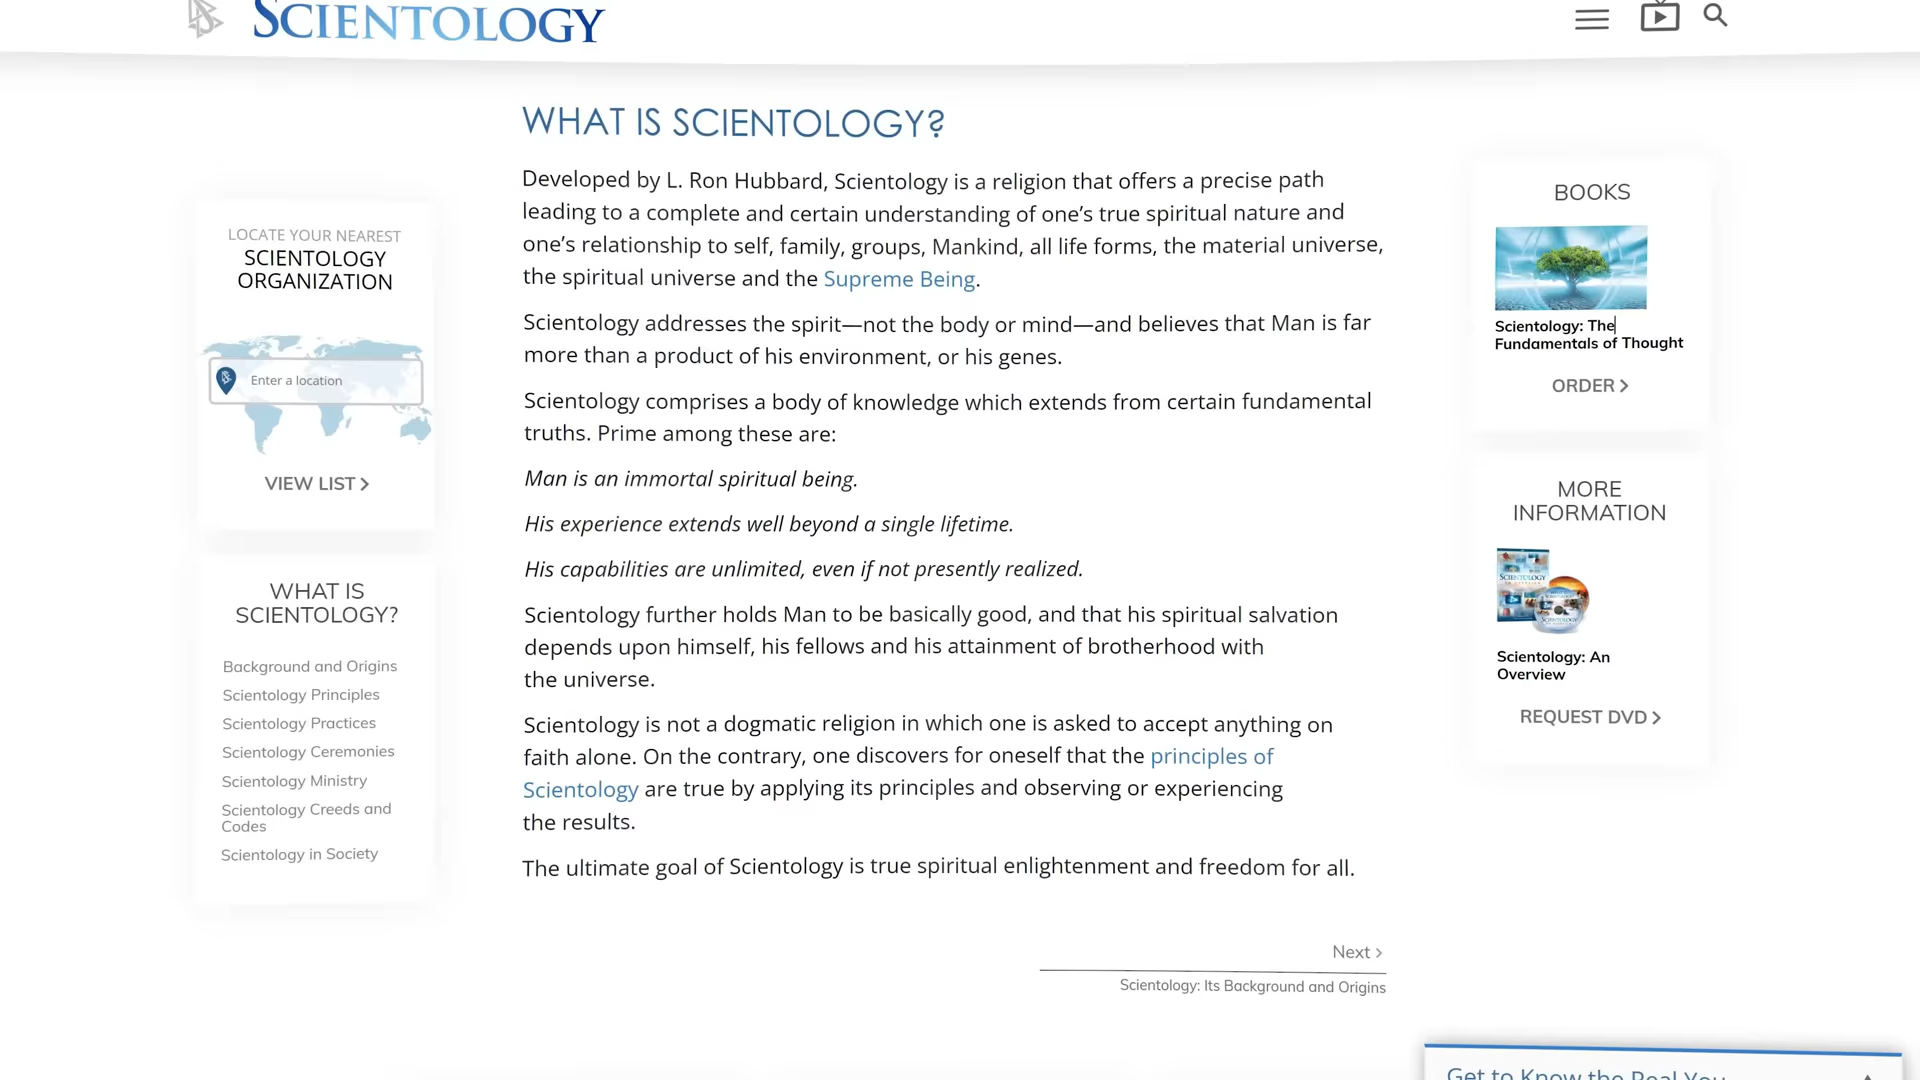 SCIENTOLOGY
WHAT IS SCIENTOLOGY?
Developed by L. Ron Hubbard, Scientology is a religion that offers a precise path
leading to a complete and certain understanding of one’s true spiritual nature and
one’s relationship to self, family, groups, Mankind, all life forms, the material universe,
the spiritual universe and the Supreme Being.
Scientology addresses the spirit—not the body or mind—and believes that Man is far
more than a product of his environment, or his genes.
Scientology comprises a body of knowledge which extends from certain fundamental
truths. Prime among these are:
Man is an immortal spiritual being.
His experience extends well beyond a single lifetime.
His capabilities are unlimited, even if not presently realized.
Scientology further holds Man to be basically good, and that his spiritual salvation
depends upon himself, his fellows and his attainment of brotherhood with
the universe.
Scientology is not a dogmatic religion in which one is asked to accept anything on
faith alone. On the contrary, one discovers for oneself that the principles of
Scientology are true by applying its principles and observing or experiencing
the results.
The ultimate goal of Scientology is true spiritual enlightenment and freedom for all.
Next >
Scientology: Its Background and Origins
LOCATE YOUR NEAREST
SCIENTOLOGY
ORGANIZATION
Enter a location
VIEW LIST >
WHAT IS
SCIENTOLOGY?
Background and Origins
Scientology Principles
Scientology Practices
Scientology Ceremonies
Scientology Ministry
Scientology Creeds and
Codes
Scientology in Society
BOOKS
Scientology: The
Fundamentals of Thought
ORDER >
MORE
INFORMATION
SCIENTOLOGY
Scientology: An
Overview
REQUEST DVD >
Get to Know the Real You